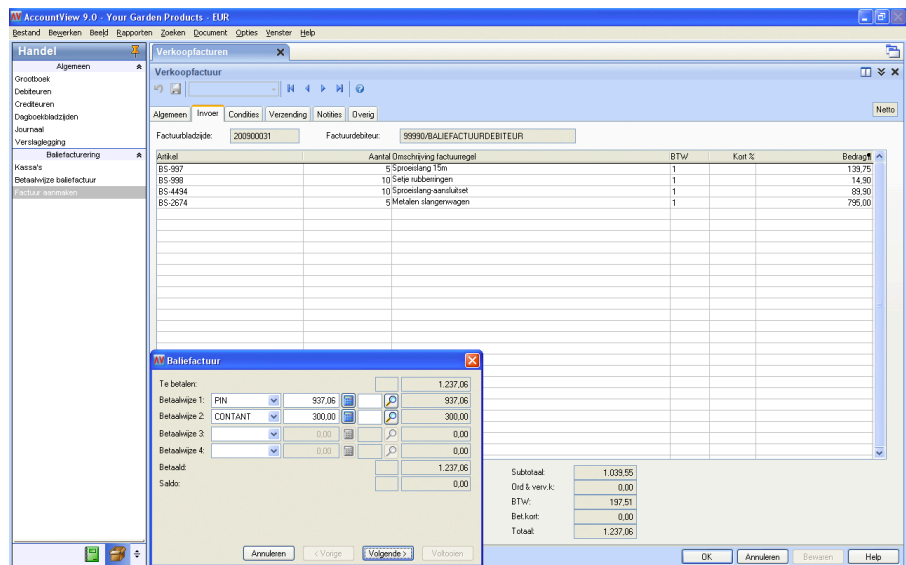 AccountView 9.0 - Your Garden Products - EUR
Bestand Bewerken Beeld Rapporten Zoeken Document Opties Venster Help
Handel
Algemeen
Grootboek
Debiteuren
Crediteuren
Dagboekbladzijden
Journaal
Verslaglegging
Baliefacturering
Kassa's
Betaalwijze baliefactuur
Factuur aanmaken
Verkoopfacturen
Verkoopfactuur
Algemeen Invoer Condities Verzending Notities Overig
Netto
Factuurbladzijde: 200900031 Factuurdebiteur: 99990/BALIEFACTUURDEBITEUR
Artikel Aantal Omschrijving factuurregel BTW Kort % Bedrag¶
BS-997 5 Sproeislang 15m 1 139,75
BS-998 10 Setje rubberringen 1 14,90
BS-4494 10 Sproeislang-aansluitset 1 89,90
BS-2674 5 Metalen slangenwagen 1 795,00
Baliefactuur
Te betalen: 1.237,06
Betaalwijze 1: PIN 937,06 937,06
Betaalwijze 2: CONTANT 300,00 300,00
Betaalwijze 3: 0,00 0,00
Betaalwijze 4: 0,00 0,00
Betaald: 1.237,06
Saldo: 0,00
Annuleren < Vorige Volgende > Voltooien
Subtotaal: 1.039,55
Ord & verv.k: 0,00
BTW: 197,51
Bet.kort: 0,00
Totaal: 1.237,06
OK Annuleren Bewaren Help